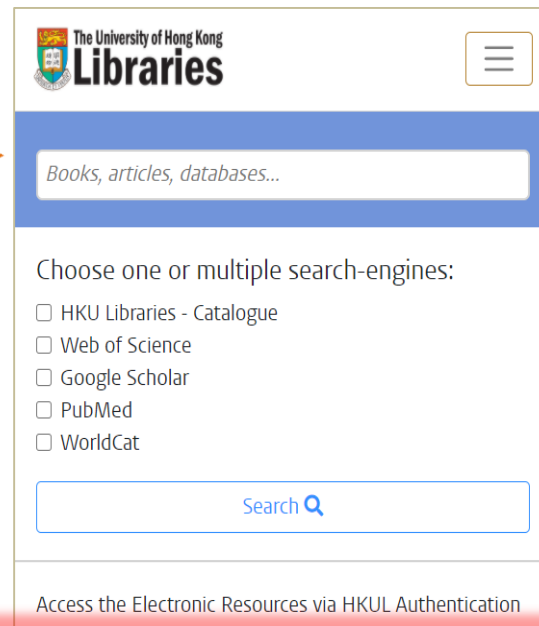 The University of Hong Kong
Libraries
Books, articles, databases...
Choose one or multiple search-engines:
HKU Libraries - Catalogue
Web of Science
Google Scholar
PubMed
WorldCat
Search
Access the Electronic Resources via HKUL Authentication